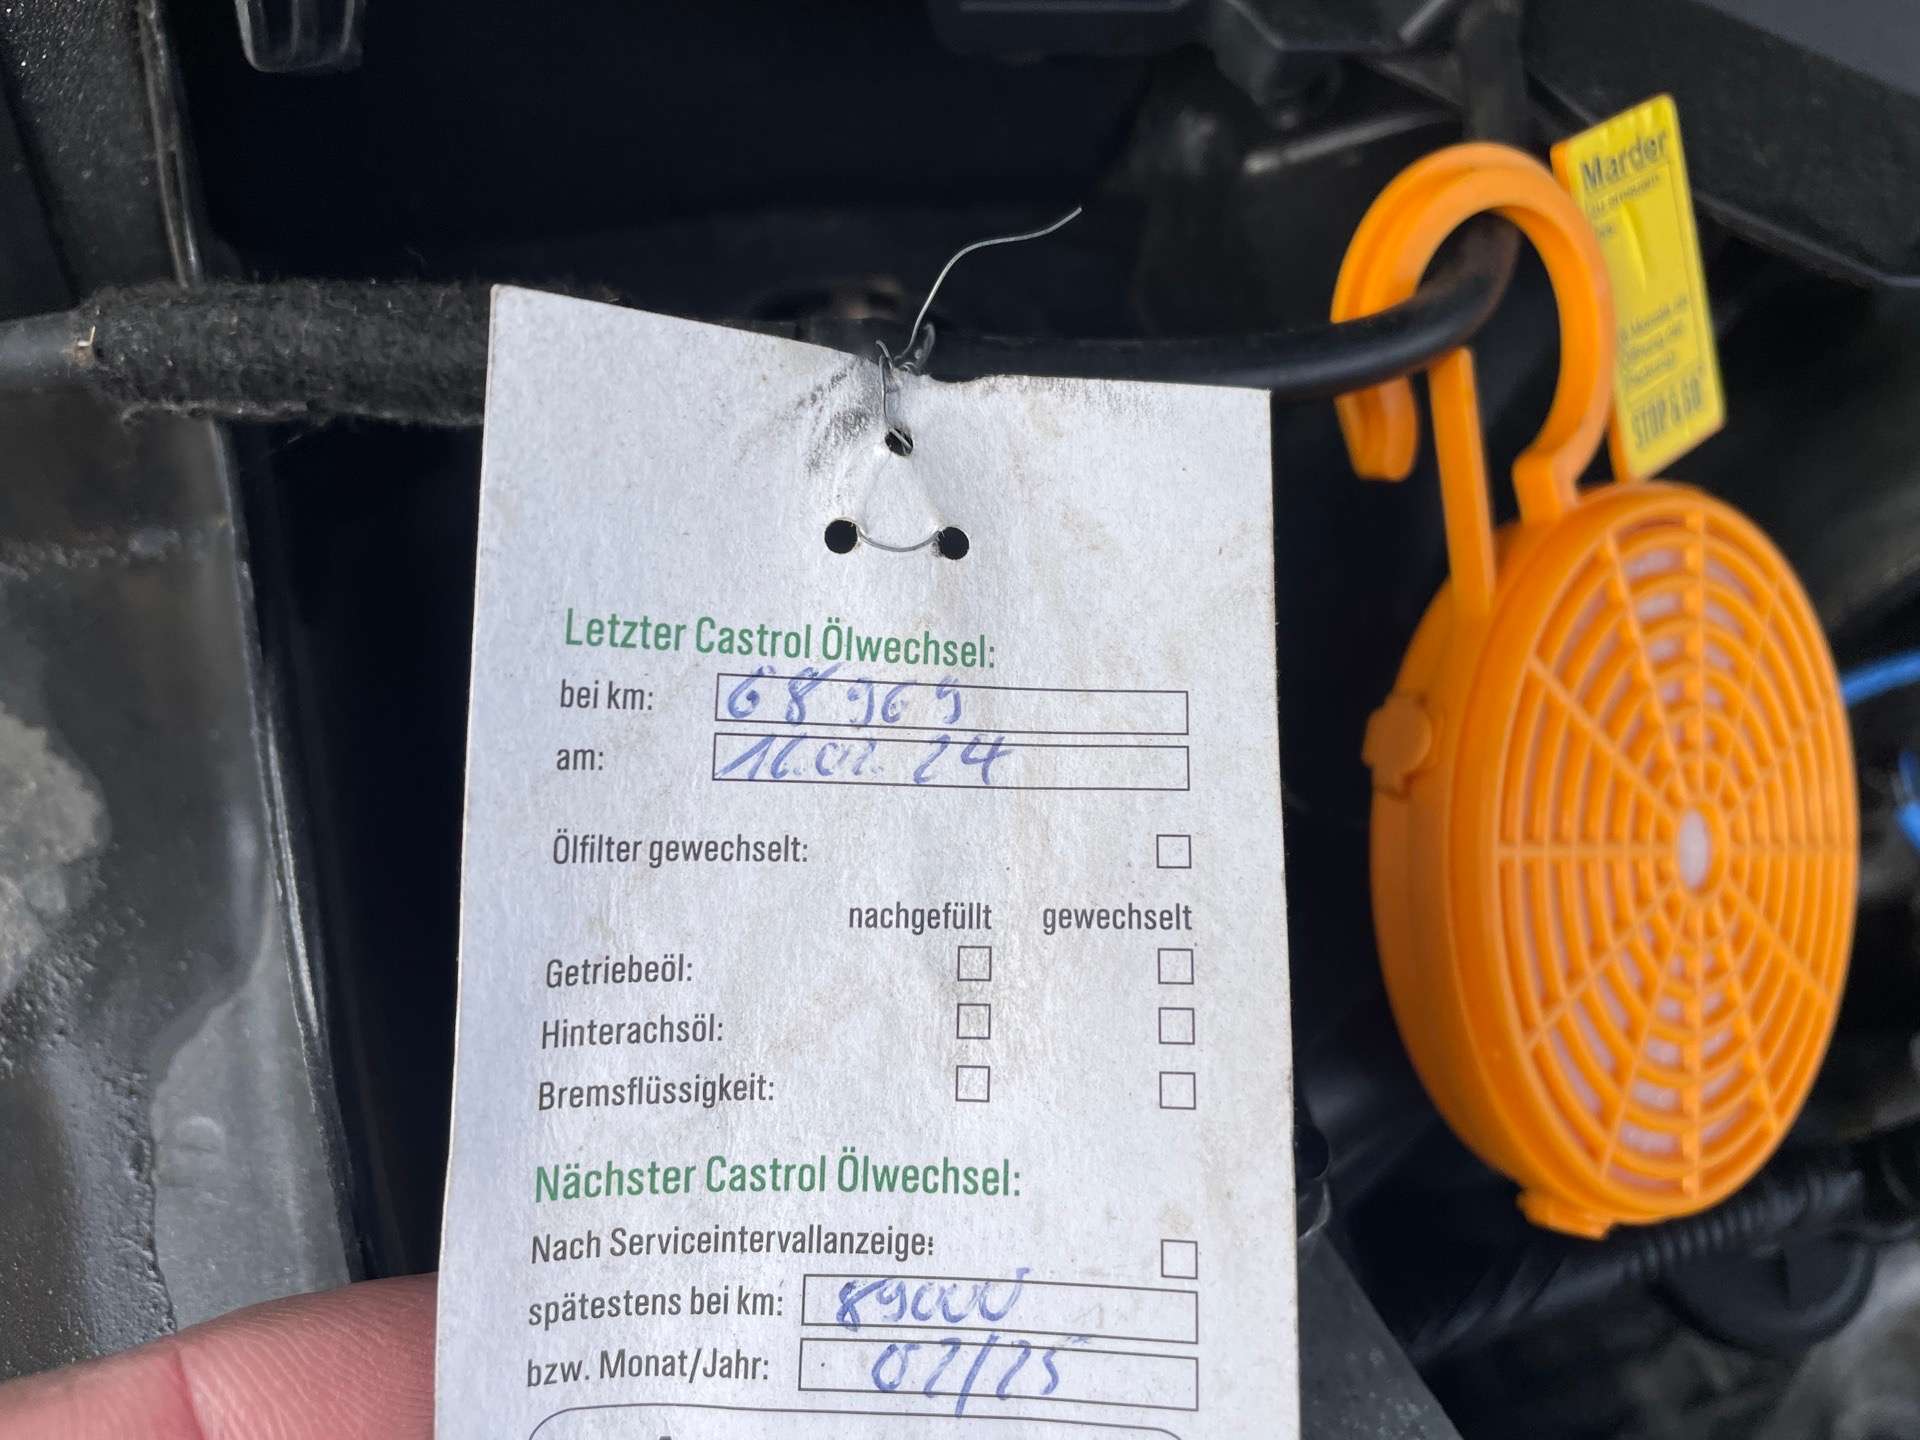 Marder
STOP & GO
Letzter Castrol Ölwechsel:
bei km: 68969
am: 16.02.24
Ölfilter gewechselt:
nachgefüllt gewechselt
Getriebeöl:
Hinterachsöl:
Bremsflüssigkeit:
Nächster Castrol Ölwechsel:
Nach Serviceintervallanzeige:
spätestens bei km: 89000
bzw. Monat/Jahr: 02/25